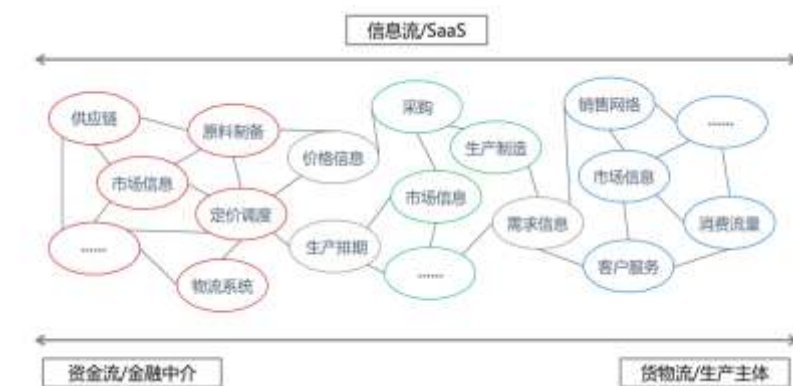 信息流/SaaS
供应链
原料制备
价格信息
采购
生产制造
销售网络
......
市场信息
定价调度
市场信息
市场信息
......
生产排期
......
需求信息
消费流量
物流系统
客户服务
资金流/金融中介
货物流/生产主体